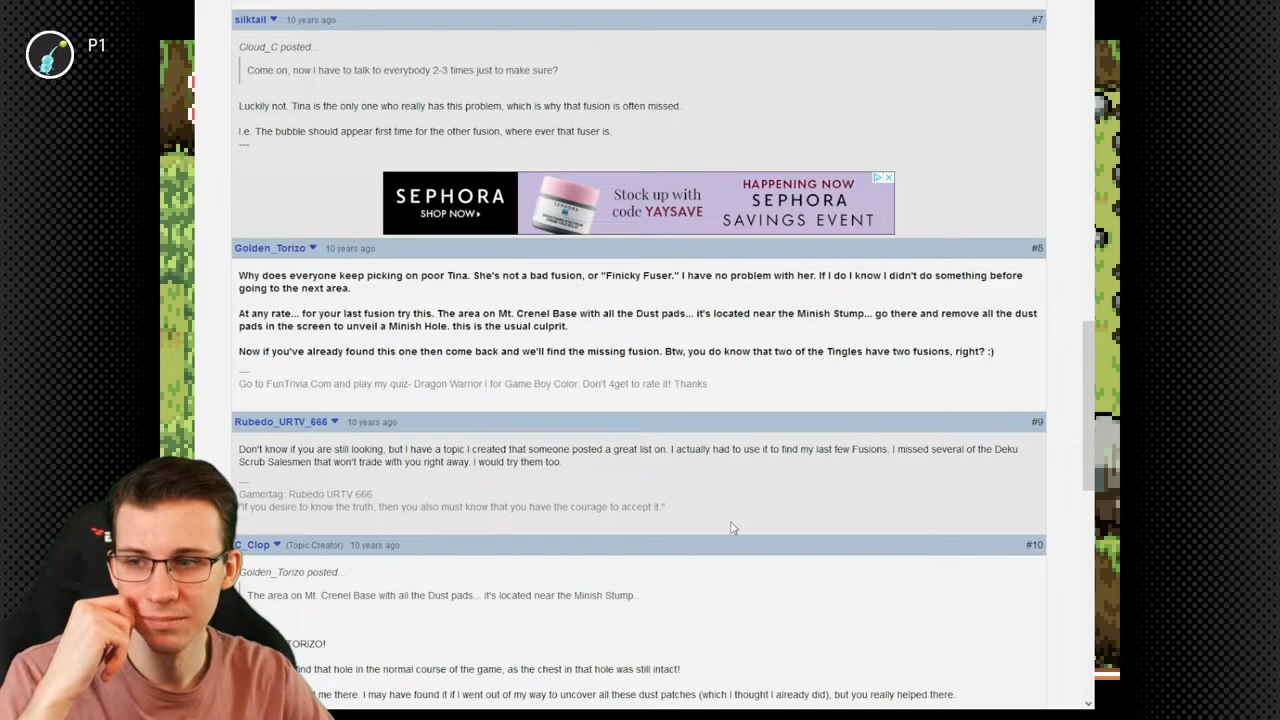 P1
silktail 10 years ago #7
Cloud_C posted...
Come on, now I have to talk to everybody 2-3 times just to make sure?
Luckily not. Tina is the only one who really has this problem, which is why that fusion is often missed.
I.e. The bubble should appear first time for the other fusion, where ever that fuser is.
---
SEPHORA
SHOP NOW
Stock up with
code YAYSAVE
HAPPENING NOW
SEPHORA
SAVINGS EVENT
Golden_Torizo 10 years ago #8
Why does everyone keep picking on poor Tina. She's not a bad fusion, or "Finicky Fuser." I have no problem with her. If I do I know I didn't do something before
going to the next area.
At any rate... for your last fusion try this. The area on Mt. Crenel Base with all the Dust pads... it's located near the Minish Stump... go there and remove all the dust
pads in the screen to unveil a Minish Hole. this is the usual culprit.
Now if you've already found this one then come back and we'll find the missing fusion. Btw, you do know that two of the Tingles have two fusions, right? :)
---
Go to FunTrivia.Com and play my quiz- Dragon Warrior I for Game Boy Color. Don't 4get to rate it! Thanks
Rubedo_URTV_666 10 years ago #9
Don't know if you are still looking, but I have a topic I created that someone posted a great list on. I actually had to use it to find my last few Fusions. I missed several of the Deku
Scrub Salesmen that won't trade with you right away. I would try them too.
---
Gamertag: Rubedo URTV 666
"If you desire to know the truth, then you also must know that you have the courage to accept it."
C_Clop (Topic Creator) 10 years ago #10
Golden_Torizo posted...
The area on Mt. Crenel Base with all the Dust pads... it's located near the Minish Stump...
TORIZO!
find that hole in the normal course of the game, as the chest in that hole was still intact!
me there. I may have found it if I went out of my way to uncover all these dust patches (which I thought I already did), but you really helped there.